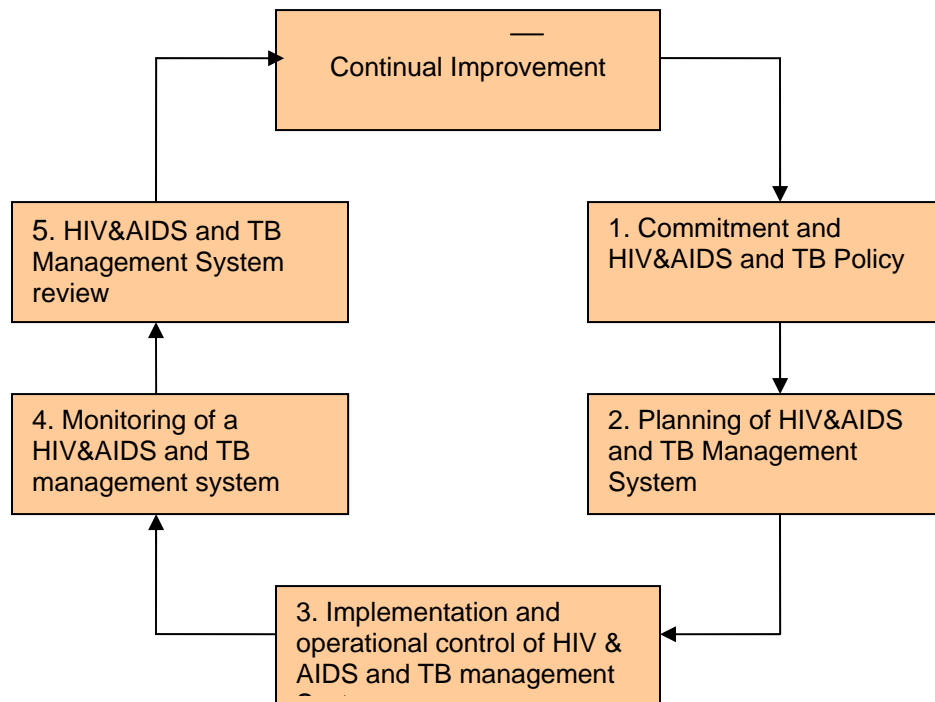 Continual Improvement
1. Commitment and
HIV&AIDS and TB Policy
2. Planning of HIV&AIDS
and TB Management
System
3. Implementation and
operational control of HIV &
AIDS and TB management
4. Monitoring of a
HIV&AIDS and TB
management system
5. HIV&AIDS and TB
Management System
review